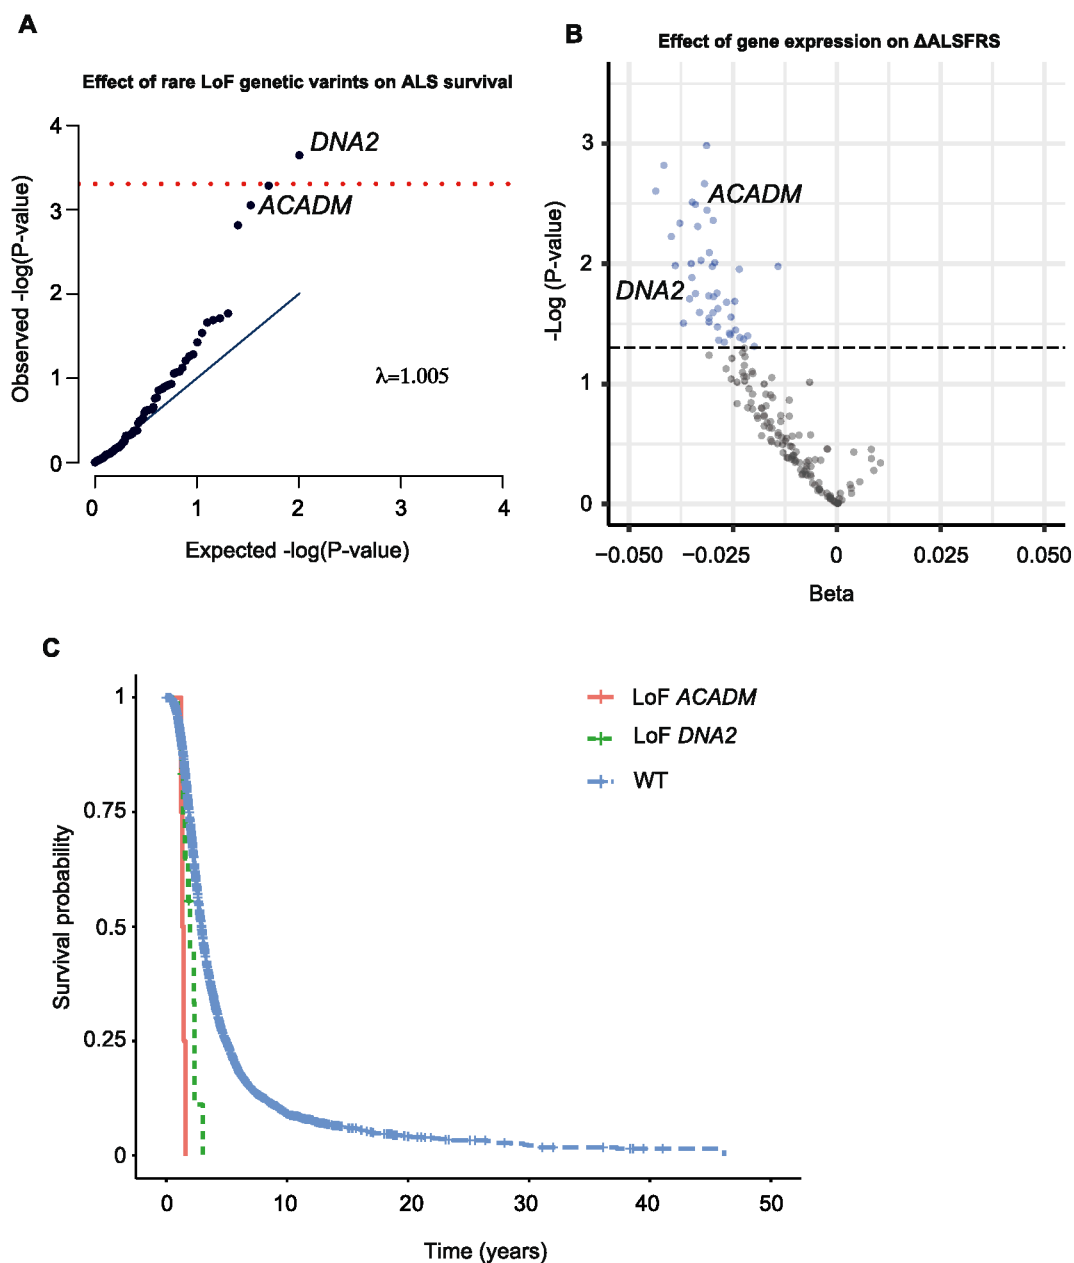 A
Effect of rare LoF genetic varints on ALS survival
4
3
2
1
0
Observed -log(P-value)
DNA2
ACADM
λ=1.005
0 1 2 3 4
Expected -log(P-value)
B
Effect of gene expression on ΔALSFRS
3
2
1
0
-Log (P-value)
ACADM
DNA2
−0.050 −0.025 0 0.025 0.050
Beta
C
1
0.75
0.5
0.25
0
Survival probability
LoF ACADM
LoF DNA2
WT
0 10 20 30 40 50
Time (years)